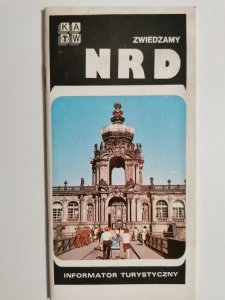 KAW
ZWIEDZAMY
NRD
INFORMATOR TURYSTYCZNY